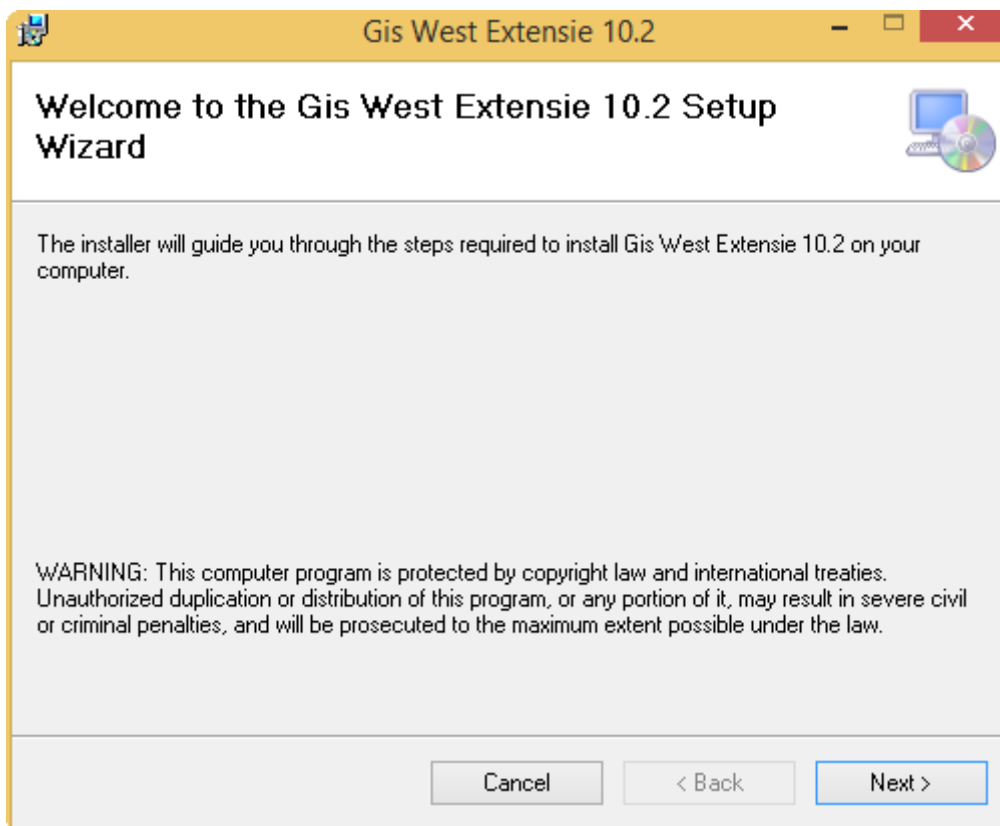 Gis West Extensie 10.2
Welcome to the Gis West Extensie 10.2 Setup
Wizard
The installer will guide you through the steps required to install Gis West Extensie 10.2 on your
computer.
WARNING: This computer program is protected by copyright law and international treaties.
Unauthorized duplication or distribution of this program, or any portion of it, may result in severe civil
or criminal penalties, and will be prosecuted to the maximum extent possible under the law.
Cancel < Back Next >